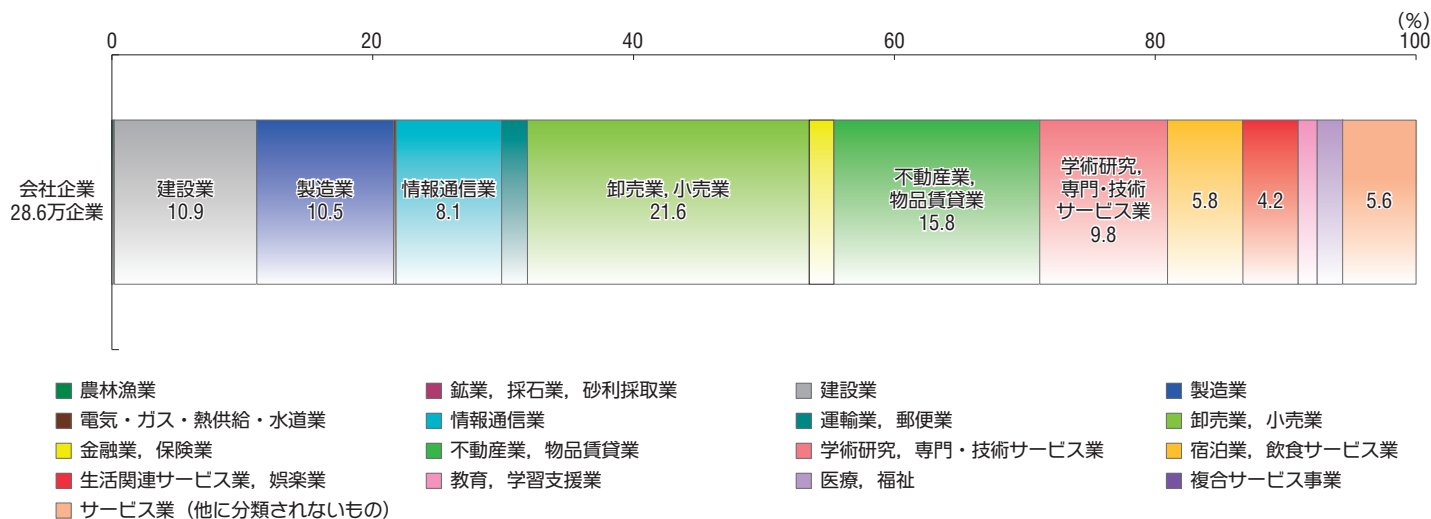 (%)
0 20 40 60 80 100
会社企業
28.6万企業
建設業
10.9
製造業
10.5
情報通信業
8.1
卸売業，小売業
21.6
不動産業，
物品賃貸業
15.8
学術研究，
専門・技術
サービス業
9.8
5.8
4.2
5.6
農林漁業 鉱業，採石業，砂利採取業 建設業 製造業
電気・ガス・熱供給・水道業 情報通信業 運輸業，郵便業 卸売業，小売業
金融業，保険業 不動産業，物品賃貸業 学術研究，専門・技術サービス業 宿泊業，飲食サービス業
生活関連サービス業，娯楽業 教育，学習支援業 医療，福祉 複合サービス事業
サービス業（他に分類されないもの）